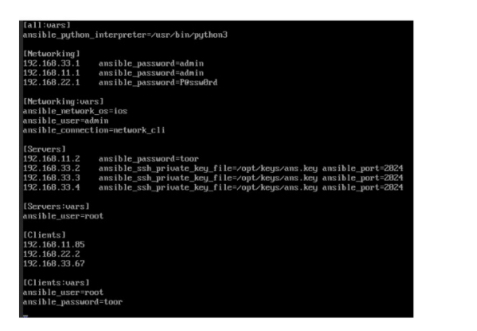 [all:vars]
ansible_python_interpreter=/usr/bin/python3
[Networking]
192.168.33.1 ansible_password=admin
192.168.11.1 ansible_password=admin
192.168.22.1 ansible_password=P@ssw0rd
[Networking:vars]
ansible_network_os=ios
ansible_user=admin
ansible_connection=network_cli
[Servers]
192.168.11.2 ansible_password=toor
192.168.33.2 ansible_ssh_private_key_file=/opt/keys/ans.key ansible_port=2024
192.168.33.3 ansible_ssh_private_key_file=/opt/keys/ans.key ansible_port=2024
192.168.33.4 ansible_ssh_private_key_file=/opt/keys/ans.key ansible_port=2024
[Servers:vars]
ansible_user=root
[Clients]
192.168.11.85
192.168.22.2
192.168.33.67
[Clients:vars]
ansible_user=root
ansible_password=toor